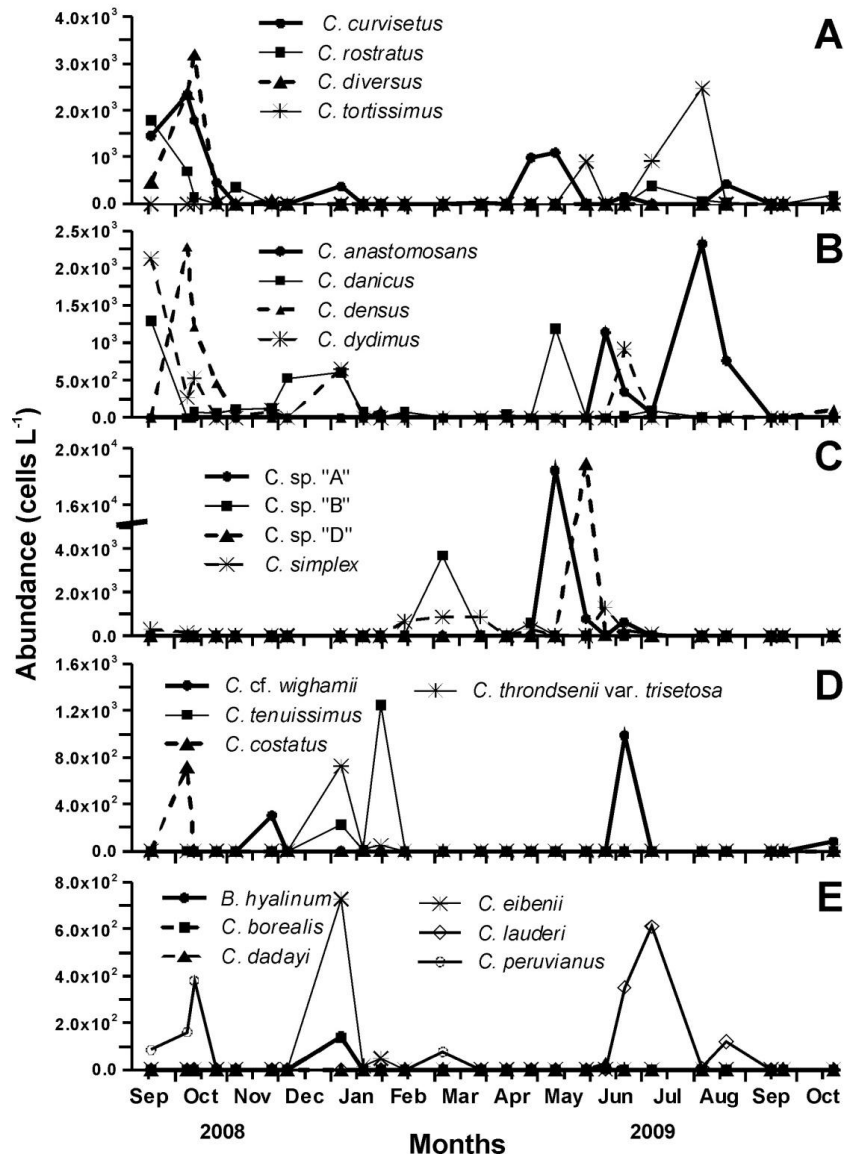 A
C. curvisetus
C. rostratus
C. diversus
C. tortissimus
4.0x10³
3.0x10³
2.0x10³
10³
0.0
B
C. anastomosans
C. danicus
C. densus
C. dydimus
2.5x10³
2.0x10³
1.5x10³
10³
5.0x10²
0.0
C
C. sp. "A"
C. sp. "B"
C. sp. "D"
C. simplex
2.0x10⁴
1.6x10⁴
4.0x10³
2.0x10³
0.0
D
C. cf. wighamii
C. tenuissimus
C. costatus
C. throndsenii var. trisetosa
1.6x10³
1.2x10³
8.0x10²
4.0x10²
0.0
E
B. hyalinum
C. borealis
C. dadayi
C. eibenii
C. lauderi
C. peruvianus
8.0x10²
6.0x10²
4.0x10²
2.0x10²
0.0
Abundance (cells L⁻¹)
Sep Oct Nov Dec Jan Feb Mar Apr May Jun Jul Aug Sep Oct
2008 2009
Months